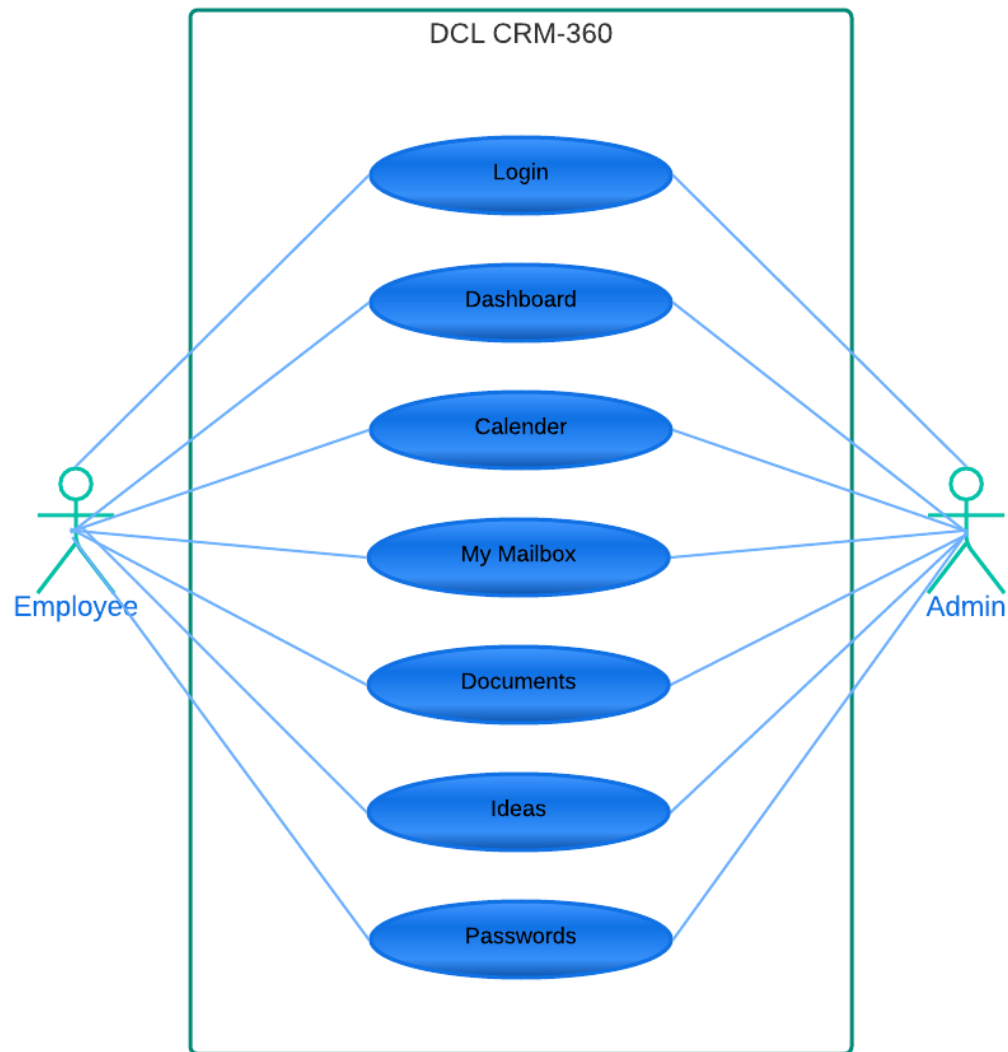 DCL CRM-360
Login
Dashboard
Calender
My Mailbox
Documents
Ideas
Passwords
Employee
Admin